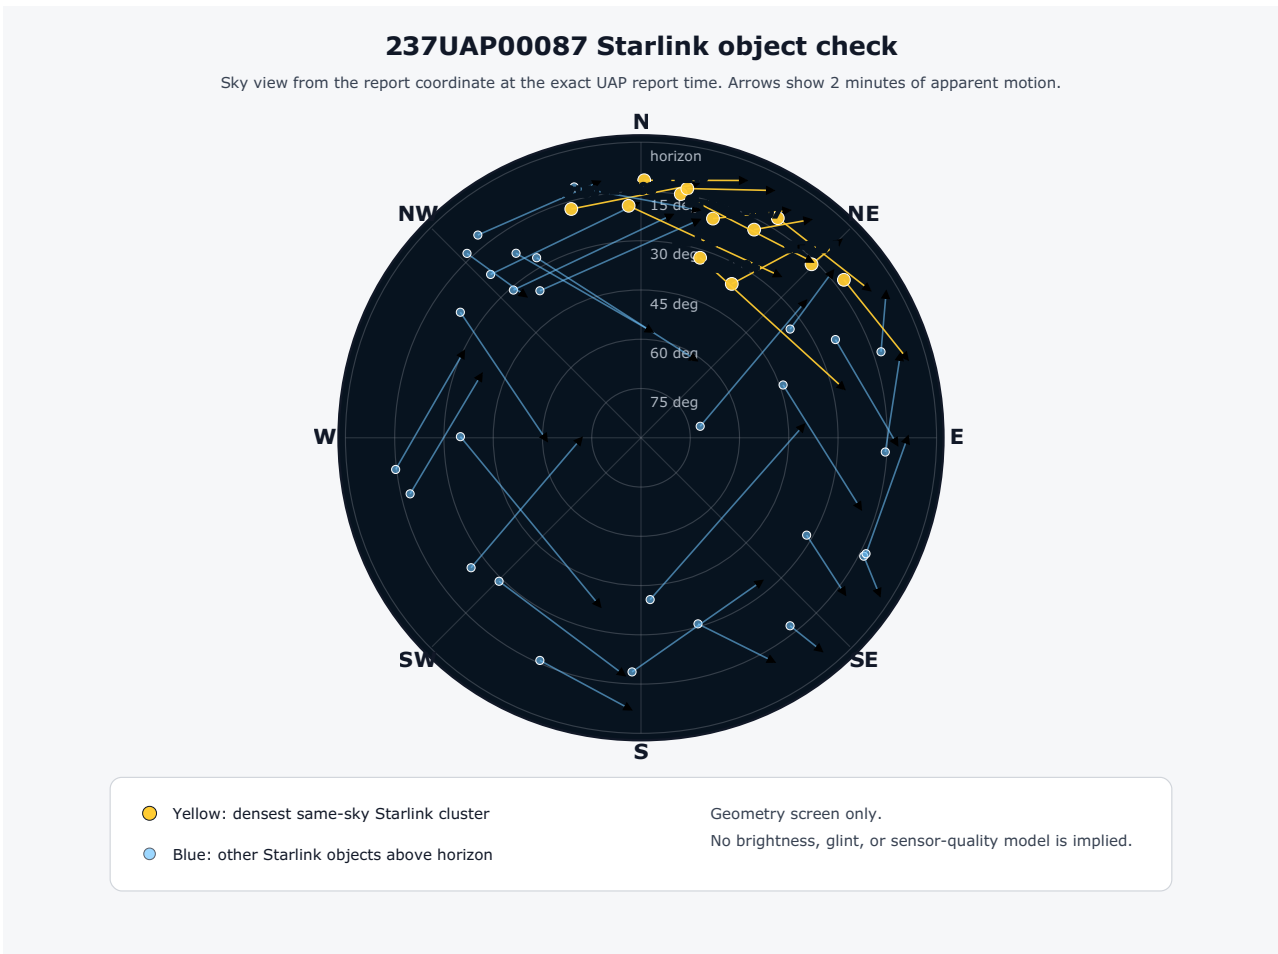 237UAP00087 Starlink object check
Sky view from the report coordinate at the exact UAP report time. Arrows show 2 minutes of apparent motion.
N
horizon
NW
NE
15 deg
30 deg
45 deg
60 deg
75 deg
W
E
SW
SE
S
Yellow: densest same-sky Starlink cluster
Geometry screen only.
No brightness, glint, or sensor-quality model is implied.
Blue: other Starlink objects above horizon